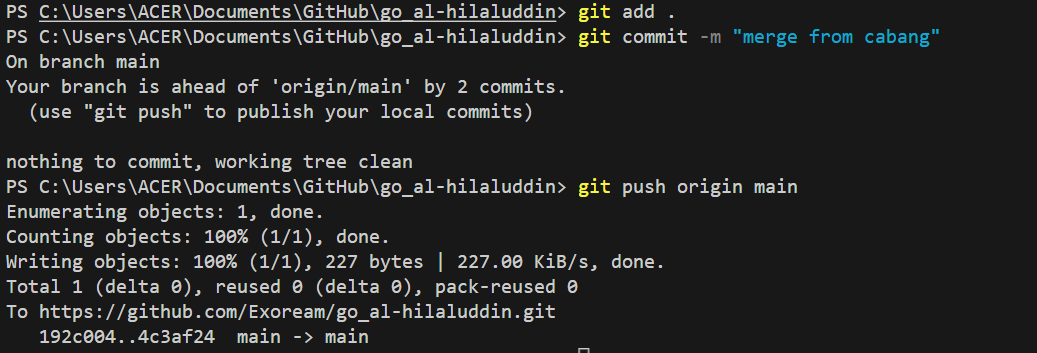 PS C:\Users\ACER\Documents\GitHub\go_al-hilaluddin> git add .
PS C:\Users\ACER\Documents\GitHub\go_al-hilaluddin> git commit -m "merge from cabang"
On branch main
Your branch is ahead of 'origin/main' by 2 commits.
  (use "git push" to publish your local commits)

nothing to commit, working tree clean
PS C:\Users\ACER\Documents\GitHub\go_al-hilaluddin> git push origin main
Enumerating objects: 1, done.
Counting objects: 100% (1/1), done.
Writing objects: 100% (1/1), 227 bytes | 227.00 KiB/s, done.
Total 1 (delta 0), reused 0 (delta 0), pack-reused 0
To https://github.com/Exoream/go_al-hilaluddin.git
   192c004..4c3af24  main -> main